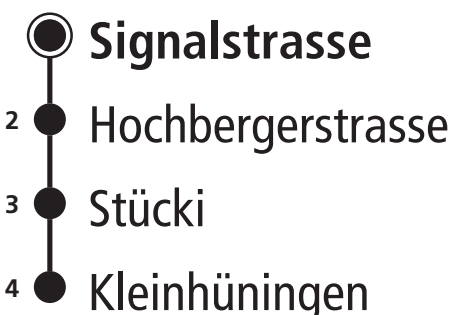 Signalstrasse
2 Hochbergerstrasse
3 Stücki
4 Kleinhüningen